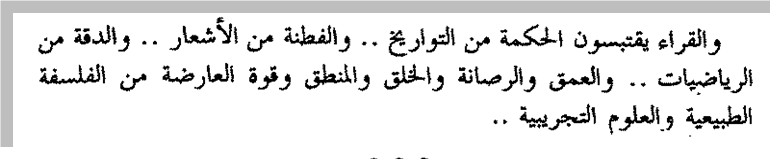 والقراء يقتبسون الحكمة من التواريخ .. والفطنة من الأشعار .. والدقة من
الرياضيات .. والعمق والرصانة والخلق والمنطق وقوة العارضة من الفلسفة
الطبيعية والعلوم التجريبية ..